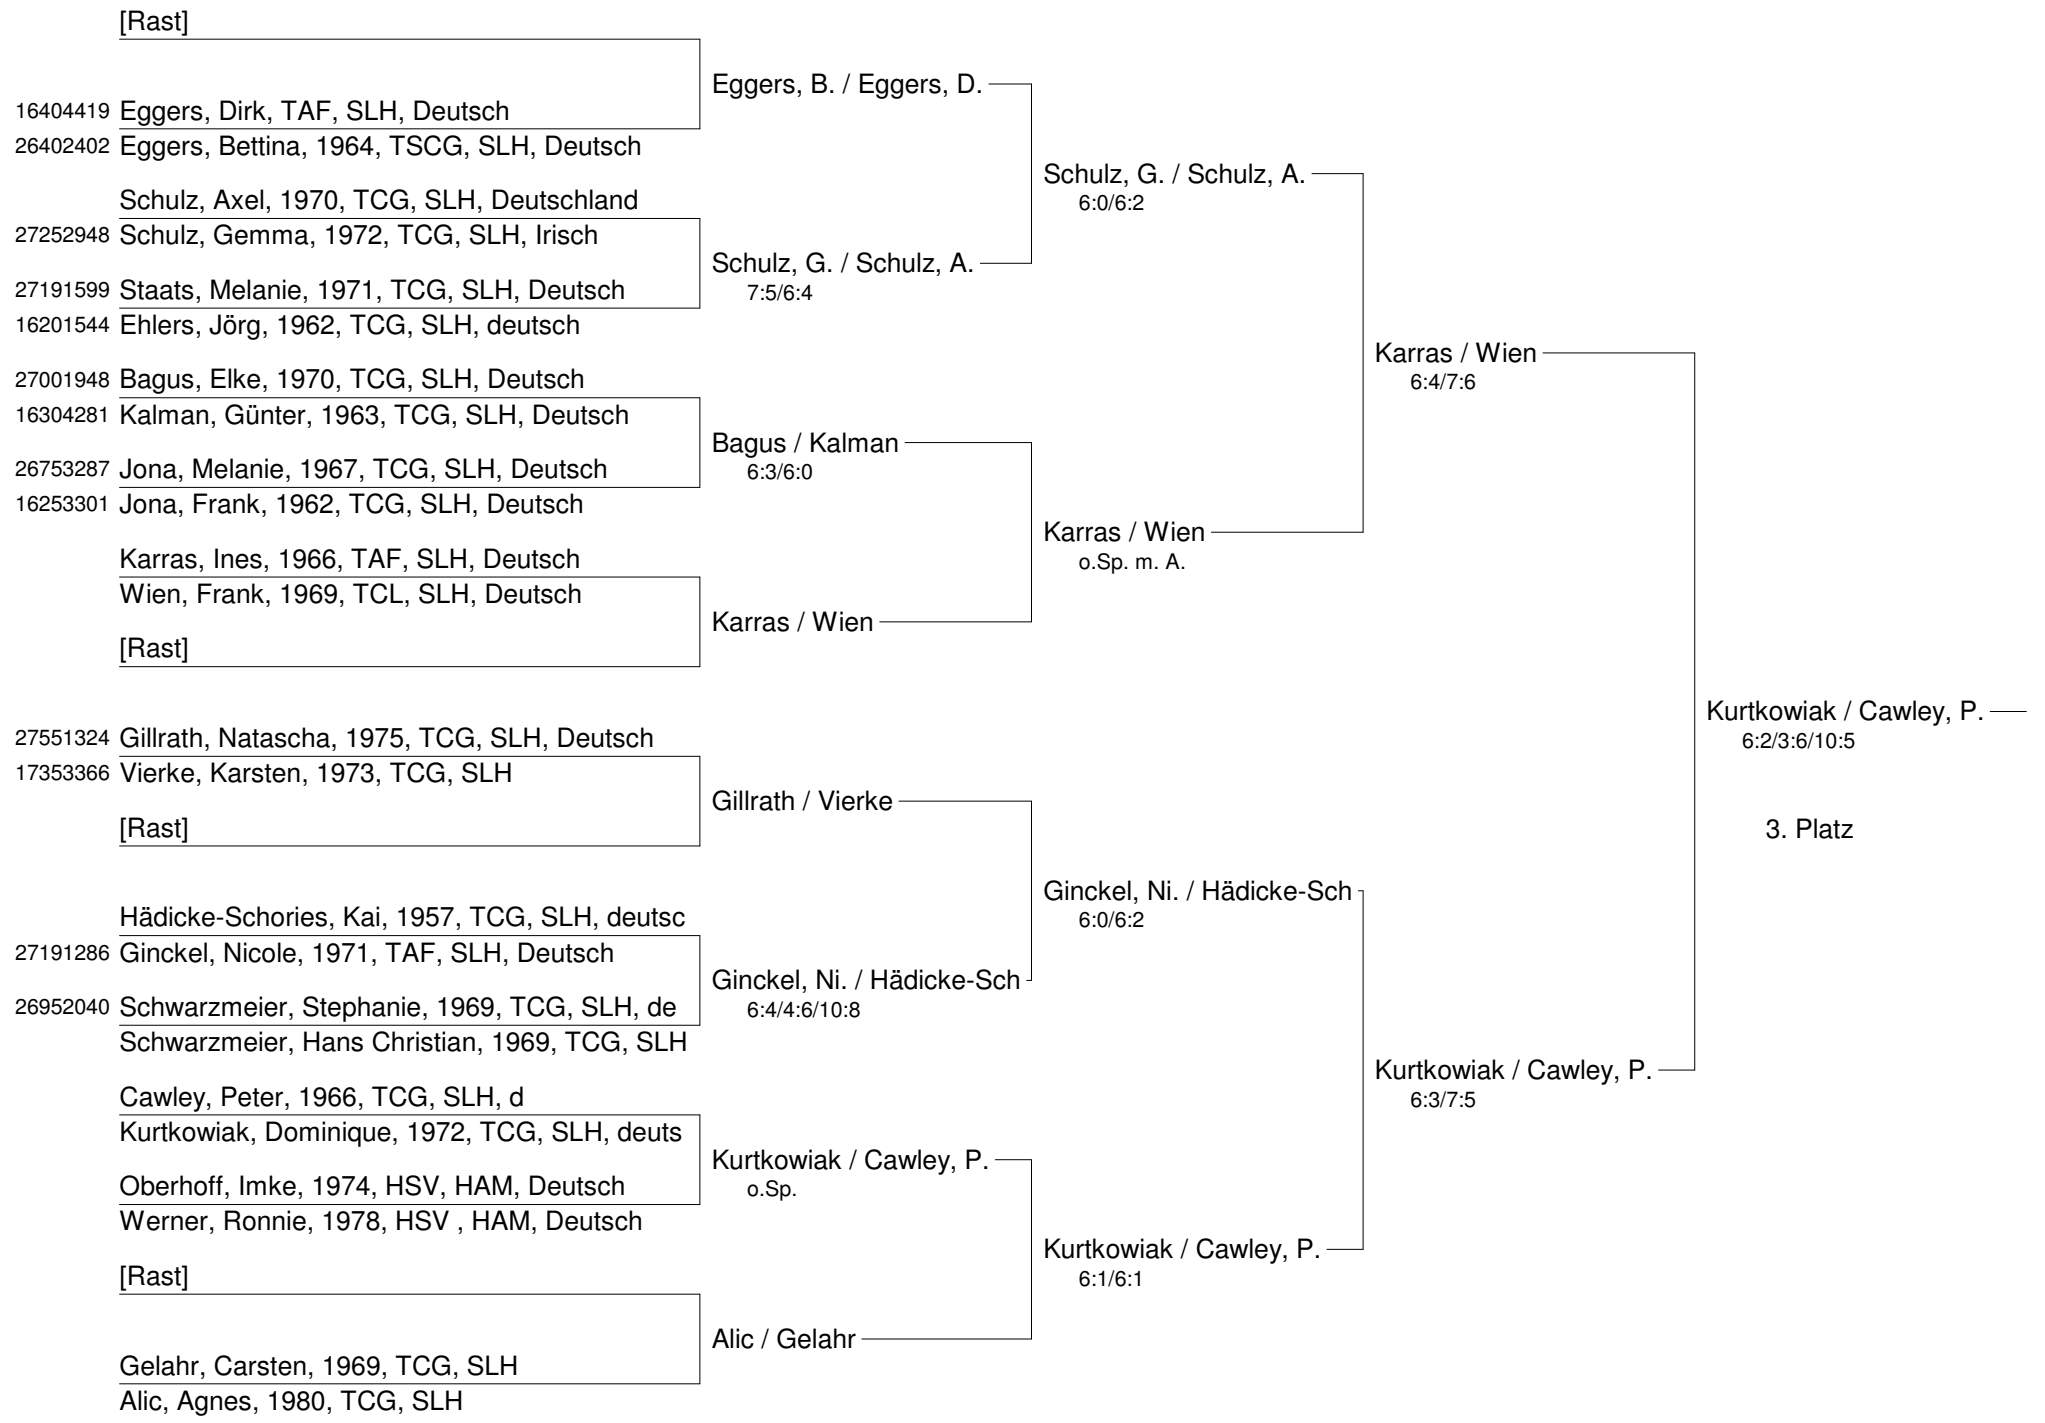 [Rast]
Eggers, B. / Eggers, D.
16404419 Eggers, Dirk, TAF, SLH, Deutsch
26402402 Eggers, Bettina, 1964, TSCG, SLH, Deutsch
Schulz, G. / Schulz, A.
6:0/6:2
Schulz, Axel, 1970, TCG, SLH, Deutschland
27252948 Schulz, Gemma, 1972, TCG, SLH, Irisch
Schulz, G. / Schulz, A.
7:5/6:4
27191599 Staats, Melanie, 1971, TCG, SLH, Deutsch
16201544 Ehlers, Jörg, 1962, TCG, SLH, deutsch
Karras / Wien
6:4/7:6
27001948 Bagus, Elke, 1970, TCG, SLH, Deutsch
16304281 Kalman, Günter, 1963, TCG, SLH, Deutsch
Bagus / Kalman
6:3/6:0
26753287 Jona, Melanie, 1967, TCG, SLH, Deutsch
16253301 Jona, Frank, 1962, TCG, SLH, Deutsch
Karras / Wien
o.Sp. m. A.
Karras, Ines, 1966, TAF, SLH, Deutsch
Wien, Frank, 1969, TCL, SLH, Deutsch
Karras / Wien
[Rast]
Kurtkowiak / Cawley, P.
6:2/3:6/10:5
27551324 Gillrath, Natascha, 1975, TCG, SLH, Deutsch
17353366 Vierke, Karsten, 1973, TCG, SLH
Gillrath / Vierke
[Rast]
3. Platz
Ginckel, Ni. / Hädicke-Sch
6:0/6:2
Hädicke-Schories, Kai, 1957, TCG, SLH, deutsc
27191286 Ginckel, Nicole, 1971, TAF, SLH, Deutsch
Ginckel, Ni. / Hädicke-Sch
6:4/4:6/10:8
26952040 Schwarzmeier, Stephanie, 1969, TCG, SLH, de
Schwarzmeier, Hans Christian, 1969, TCG, SLH
Kurtkowiak / Cawley, P.
6:3/7:5
Cawley, Peter, 1966, TCG, SLH, d
Kurtkowiak, Dominique, 1972, TCG, SLH, deuts
Kurtkowiak / Cawley, P.
o.Sp.
Oberhoff, Imke, 1974, HSV, HAM, Deutsch
Werner, Ronnie, 1978, HSV , HAM, Deutsch
Kurtkowiak / Cawley, P.
6:1/6:1
[Rast]
Alic / Gelahr
Gelahr, Carsten, 1969, TCG, SLH
Alic, Agnes, 1980, TCG, SLH